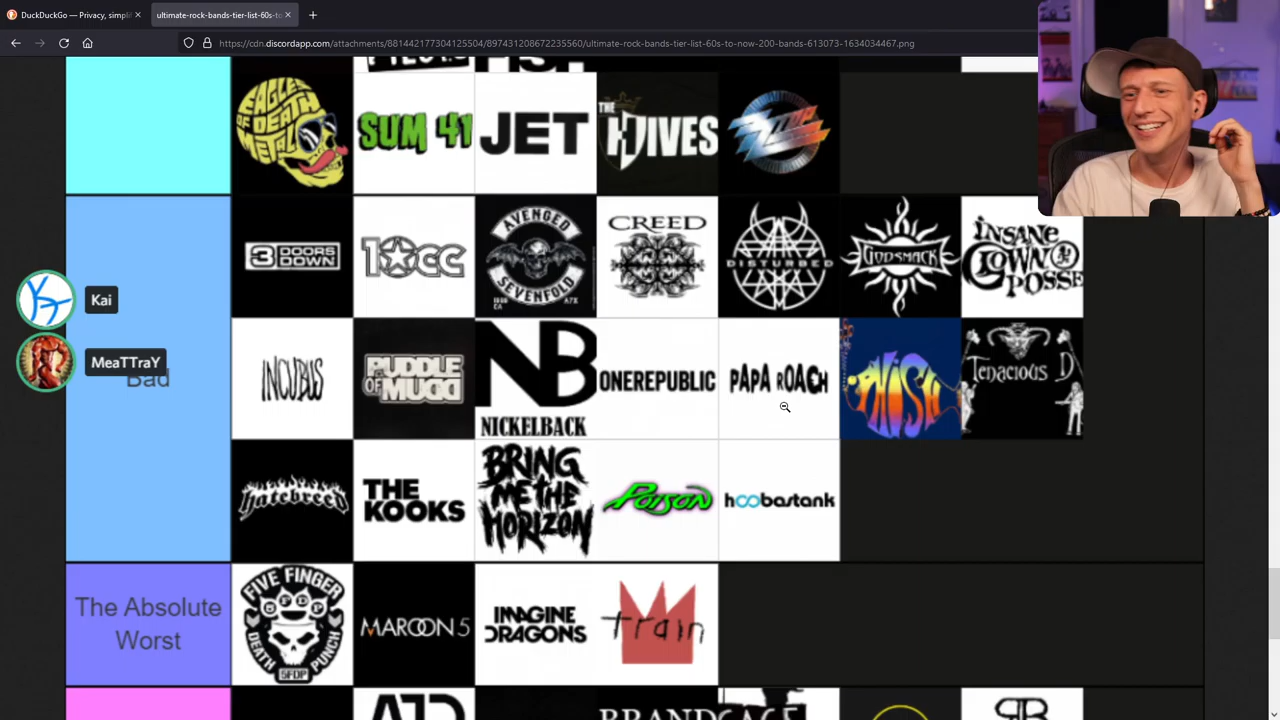 DuckDuckGo — Privacy, simplif
ultimate-rock-bands-tier-list-60s-to
https://cdn.discordapp.com/attachments/881442177304125504/897431208672235560/ultimate-rock-bands-tier-list-60s-to-now-200-bands-613073-1634034467.png
EAGLES OF DEATH METAL
SUM 41
JET
THE HIVES
ZZ TOP
3 DOORS DOWN
10cc
AVENGED SEVENFOLD
A7X
CREED
DISTURBED
GODSMACK
INSANE CLOWN POSSE
Kai
MeaTTraY
Bad
INCUBUS
PUDDLE OF MUDD
NB
NICKELBACK
ONEREPUBLIC
PAPA ROACH
PHISH
Tenacious D
hatebreed
THE KOOKS
BRING ME THE HORIZON
POISON
hoobastank
The Absolute
Worst
FIVE FINGER DEATH PUNCH
5FDP
MAROON 5
IMAGINE DRAGONS
train